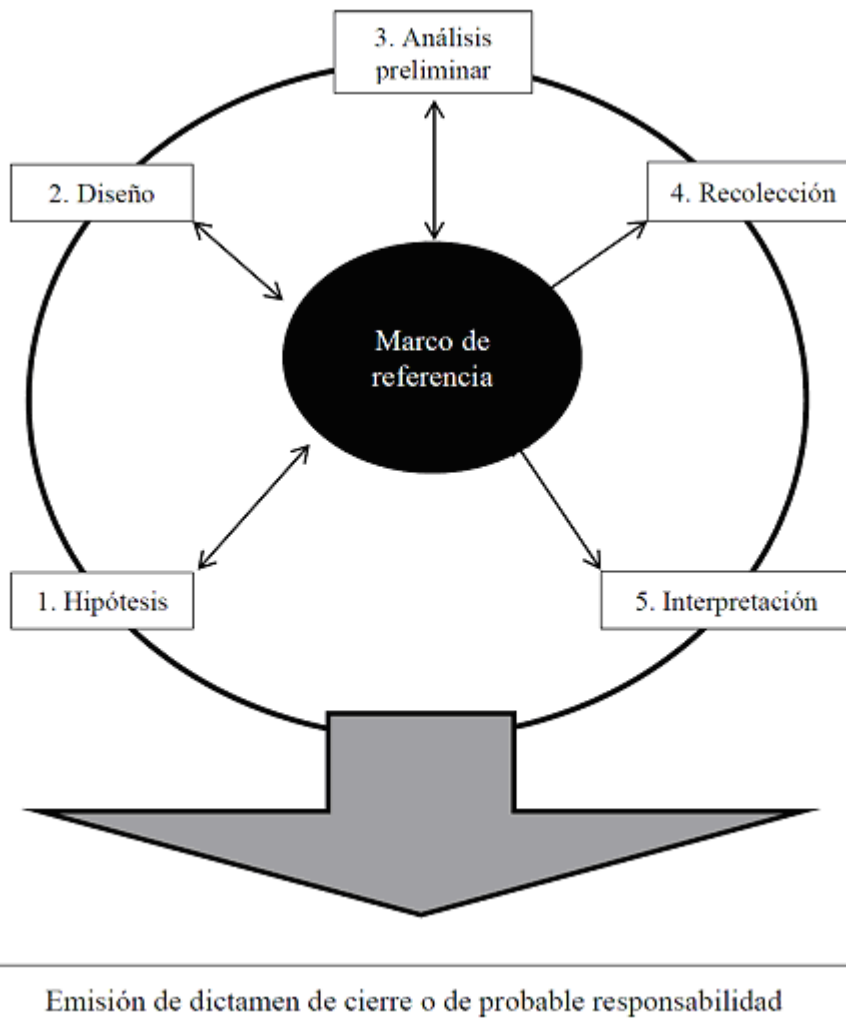 3. Análisis
preliminar
2. Diseño
4. Recolección
Marco de
referencia
1. Hipótesis
5. Interpretación
Emisión de dictamen de cierre o de probable responsabilidad